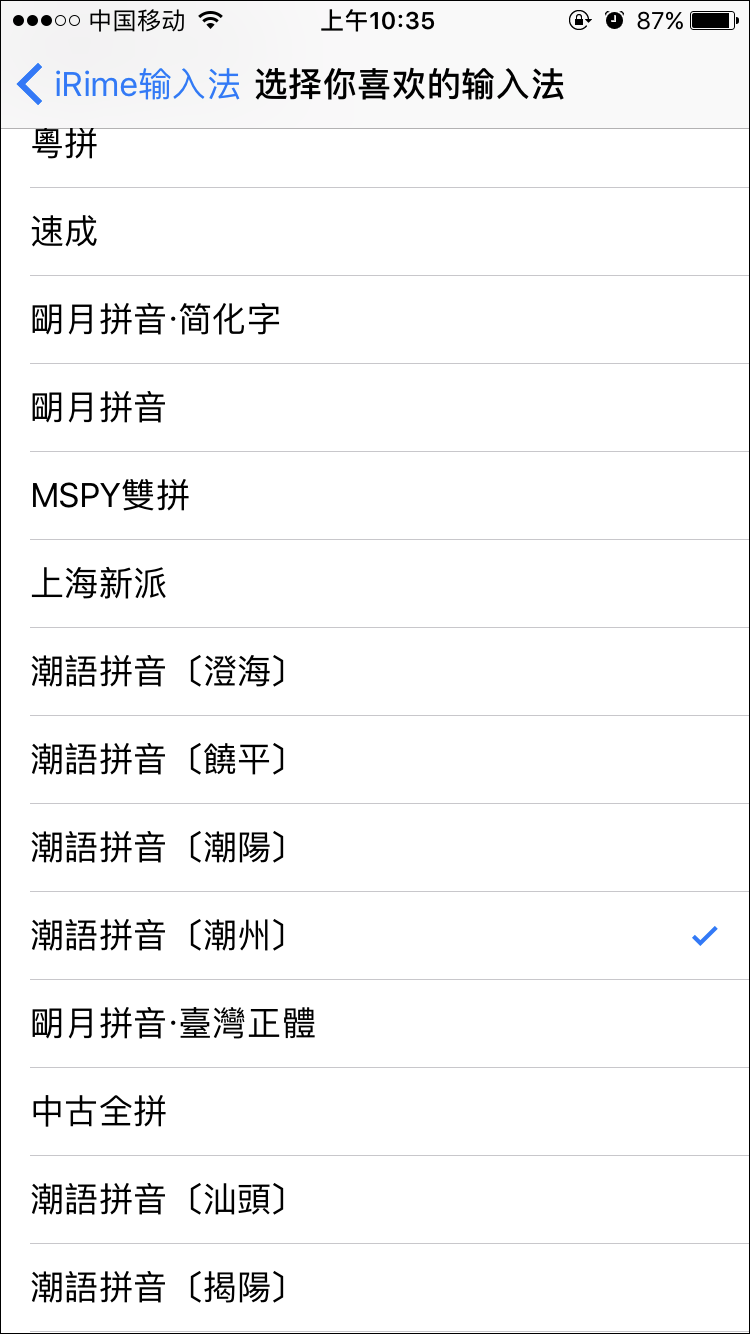 中国移动 上午10:35 87%
iRime输入法 选择你喜欢的输入法
粵拼
速成
朙月拼音·简化字
朙月拼音
MSPY雙拼
上海新派
潮語拼音〔澄海〕
潮語拼音〔饒平〕
潮語拼音〔潮陽〕
潮語拼音〔潮州〕
朙月拼音·臺灣正體
中古全拼
潮語拼音〔汕頭〕
潮語拼音〔揭陽〕